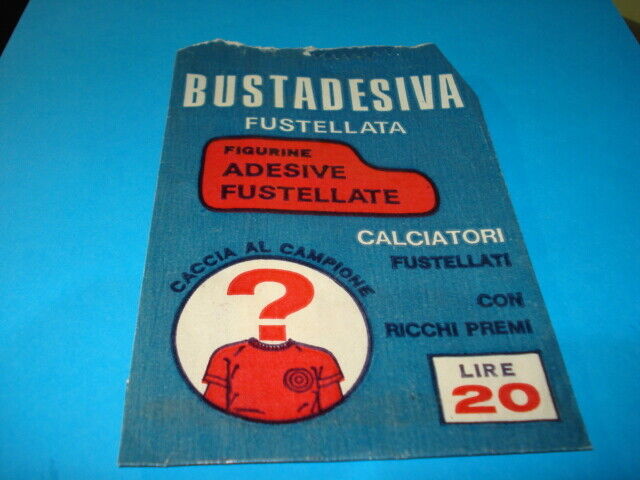 BUSTADESIVA
FUSTELLATA
FIGURINE
ADESIVE
FUSTELLATE
CALCIATORI
FUSTELLATI
CON
RICCHI PREMI
CACCIA AL CAMPIONE
?
LIRE
20